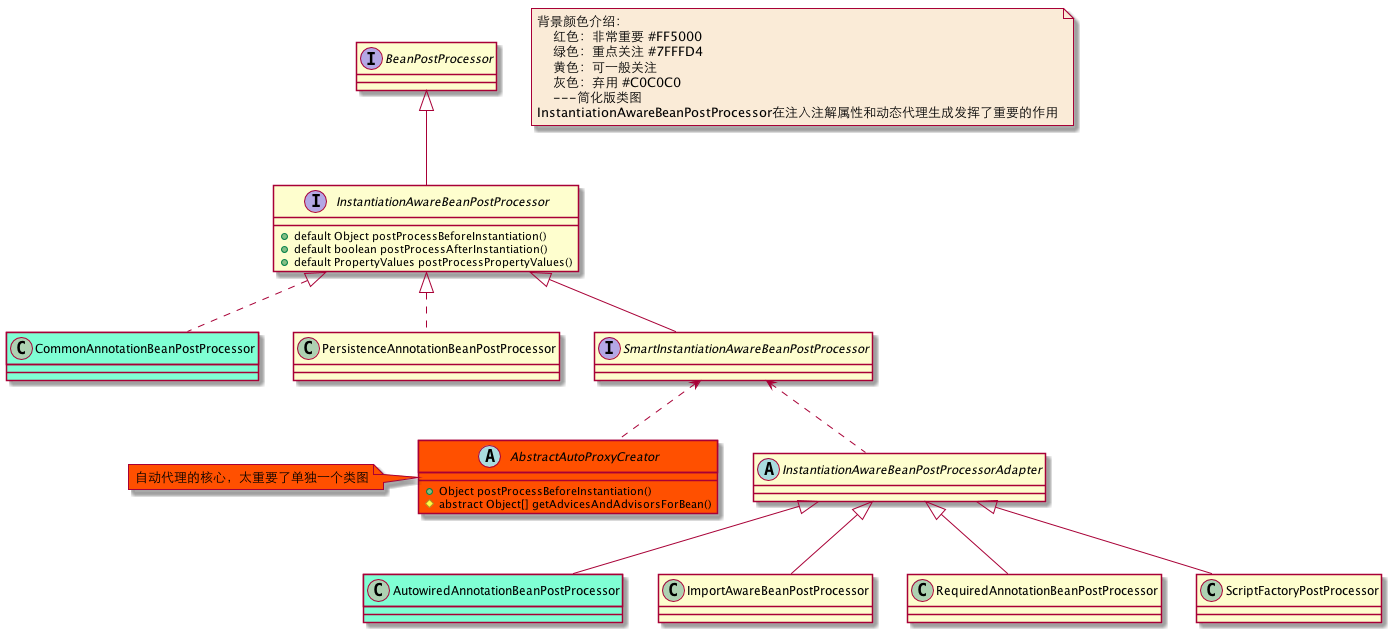 背景颜色介绍：
红色：非常重要 #FF5000
绿色：重点关注 #7FFFD4
黄色：可一般关注
灰色：弃用 #C0C0C0
---简化版类图
InstantiationAwareBeanPostProcessor在注入注解属性和动态代理生成发挥了重要的作用
I BeanPostProcessor
I InstantiationAwareBeanPostProcessor
default Object postProcessBeforeInstantiation()
default boolean postProcessAfterInstantiation()
default PropertyValues postProcessPropertyValues()
C CommonAnnotationBeanPostProcessor
C PersistenceAnnotationBeanPostProcessor
I SmartInstantiationAwareBeanPostProcessor
自动代理的核心，太重要了单独一个类图
A AbstractAutoProxyCreator
Object postProcessBeforeInstantiation()
abstract Object[] getAdvicesAndAdvisorsForBean()
A InstantiationAwareBeanPostProcessorAdapter
C AutowiredAnnotationBeanPostProcessor
C ImportAwareBeanPostProcessor
C RequiredAnnotationBeanPostProcessor
C ScriptFactoryPostProcessor